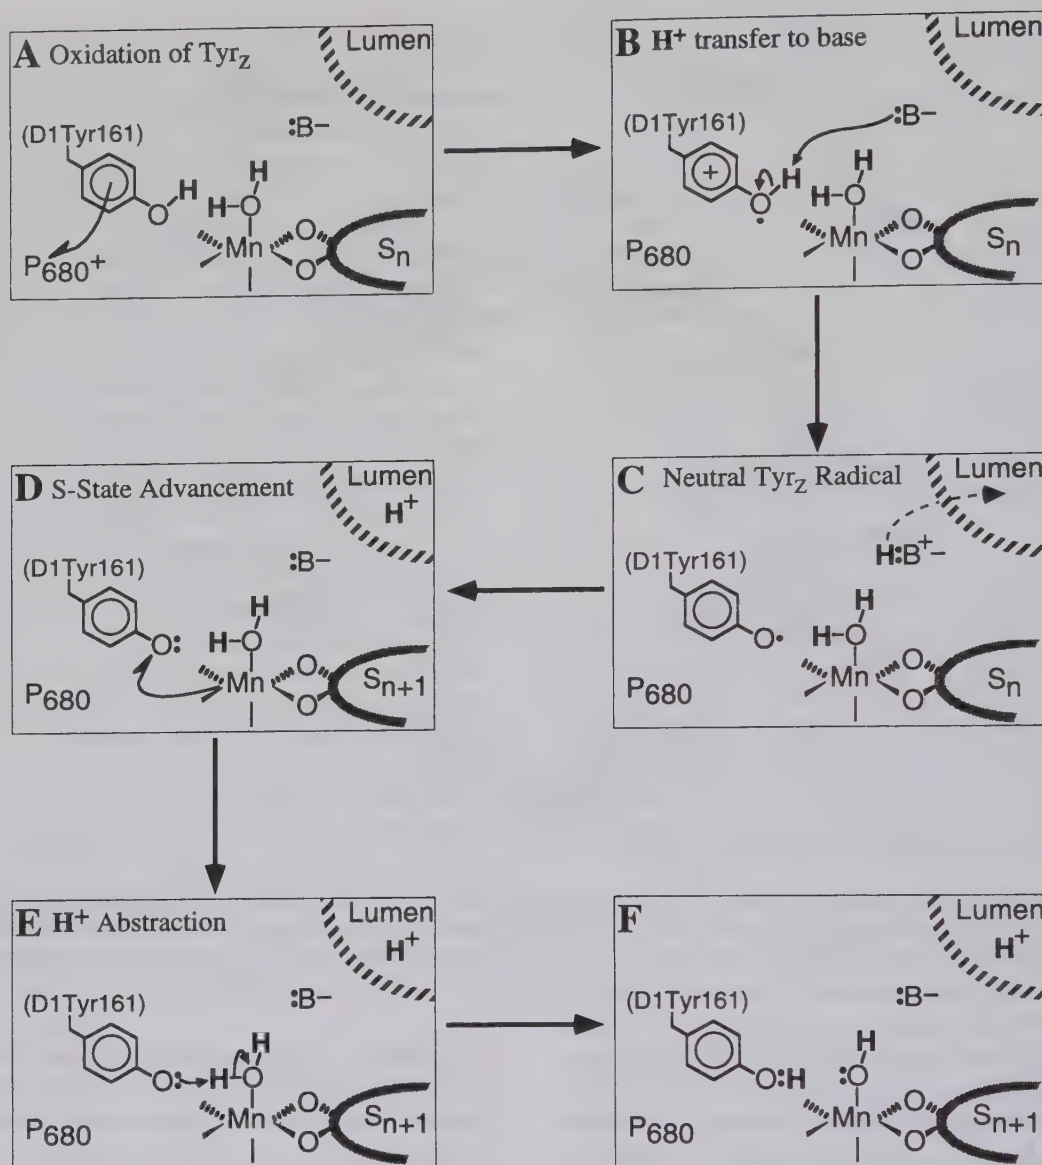 A Oxidation of TyrZ
Lumen
(D1Tyr161)
:B–
H
O
H
H–O
Mn
O
O
Sn
P680+
B H+ transfer to base
Lumen
(D1Tyr161)
:B–
+
H
O
•
H
H–O
Mn
O
O
Sn
P680
D S-State Advancement
Lumen
H+
(D1Tyr161)
:B–
O:
H
H–O
Mn
O
O
Sn+1
P680
C Neutral TyrZ Radical
Lumen
H:B+–
(D1Tyr161)
O•
H
H–O
Mn
O
O
Sn
P680
E H+ Abstraction
Lumen
H+
(D1Tyr161)
:B–
O:
H
H–O
Mn
O
O
Sn+1
P680
F
Lumen
H+
(D1Tyr161)
:B–
O:H
H
:O
Mn
O
O
Sn+1
P680